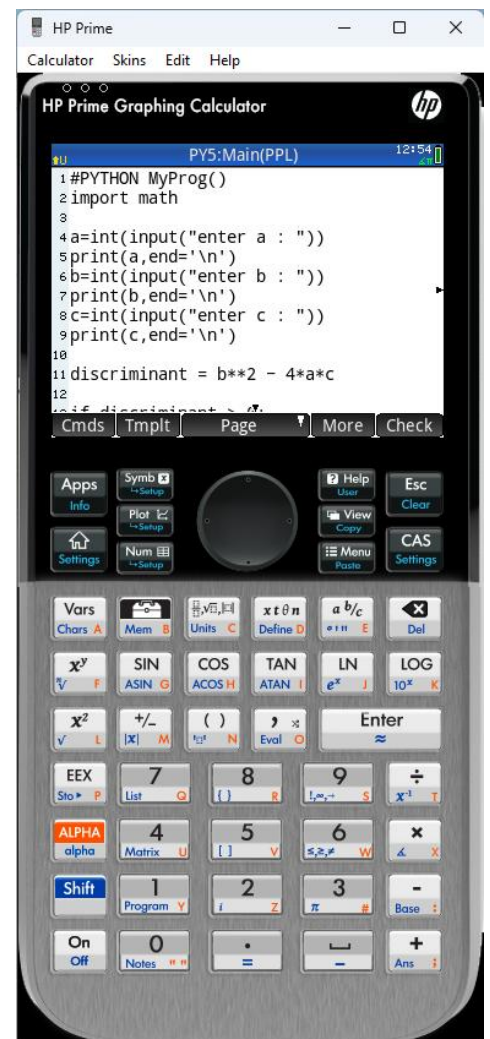 HP Prime
Calculator Skins Edit Help
HP Prime Graphing Calculator hp
PY5:Main(PPL) 12:54
U
1 #PYTHON MyProg()
2 import math
3
4 a=int(input("enter a : "))
5 print(a,end='\n')
6 b=int(input("enter b : "))
7 print(b,end='\n')
8 c=int(input("enter c : "))
9 print(c,end='\n')
10
11 discriminant = b**2 - 4*a*c
12
if discriminant >
Cmds Tmplt Page More Check
Apps Symb Help Esc
Info Setup User Clear
Plot View
Setup Copy
Settings Num Menu CAS
Setup Paste Settings
Vars x t θ n a b/c
Chars A Mem B Units C Define D E Del
xʸ SIN COS TAN LN LOG
F ASIN G ACOS H ATAN I eˣ J 10ˣ K
x² +/- ( ) , Enter
√ L |x| M N Eval O ≈
EEX 7 8 9 ÷
Sto ▸ P List Q { } R !,∞,→ S x⁻¹ T
ALPHA 4 5 6 ×
alpha Matrix U [ ] V ≤,≥,≠ W ∡ X
Shift 1 2 3 -
Program Y i Z π # Base :
On 0 . +
Off Notes " " = _ Ans ;